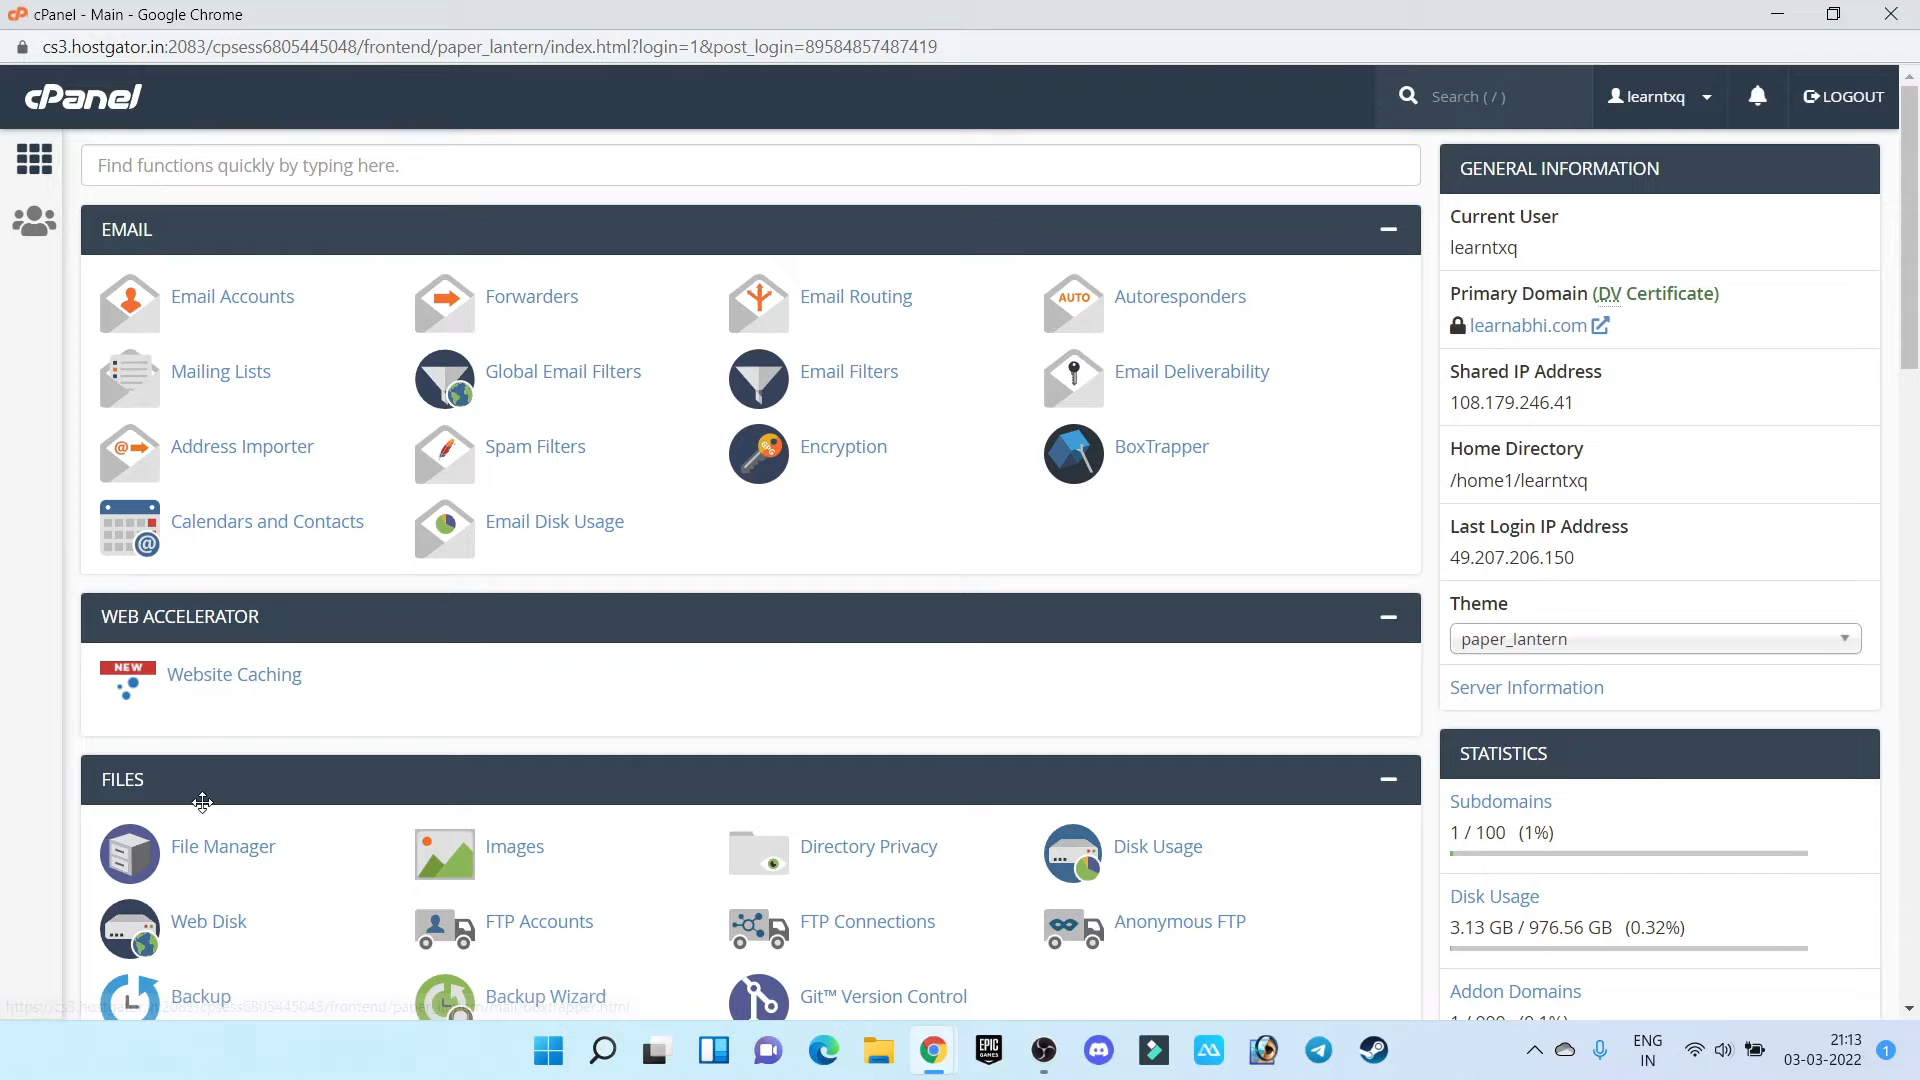 cPanel - Main - Google Chrome
cs3.hostgator.in:2083/cpsess6805445048/frontend/paper_lantern/index.html?login=1&post_login=89584857487419
cPanel
Search ( / )
learntxq
LOGOUT
Find functions quickly by typing here.
EMAIL
Email Accounts
Forwarders
Email Routing
AUTO
Autoresponders
Mailing Lists
Global Email Filters
Email Filters
Email Deliverability
Address Importer
Spam Filters
GPG
Encryption
BoxTrapper
Calendars and Contacts
Email Disk Usage
WEB ACCELERATOR
NEW
Website Caching
FILES
File Manager
Images
Directory Privacy
Disk Usage
Web Disk
FTP Accounts
FTP Connections
Anonymous FTP
Backup
Backup Wizard
Git™ Version Control
GENERAL INFORMATION
Current User
learntxq
Primary Domain (DV Certificate)
learnabhi.com
Shared IP Address
108.179.246.41
Home Directory
/home1/learntxq
Last Login IP Address
49.207.206.150
Theme
paper_lantern
Server Information
STATISTICS
Subdomains
1 / 100 (1%)
Disk Usage
3.13 GB / 976.56 GB (0.32%)
Addon Domains
EPIC
GAMES
ENG
IN
21:13
03-03-2022
1